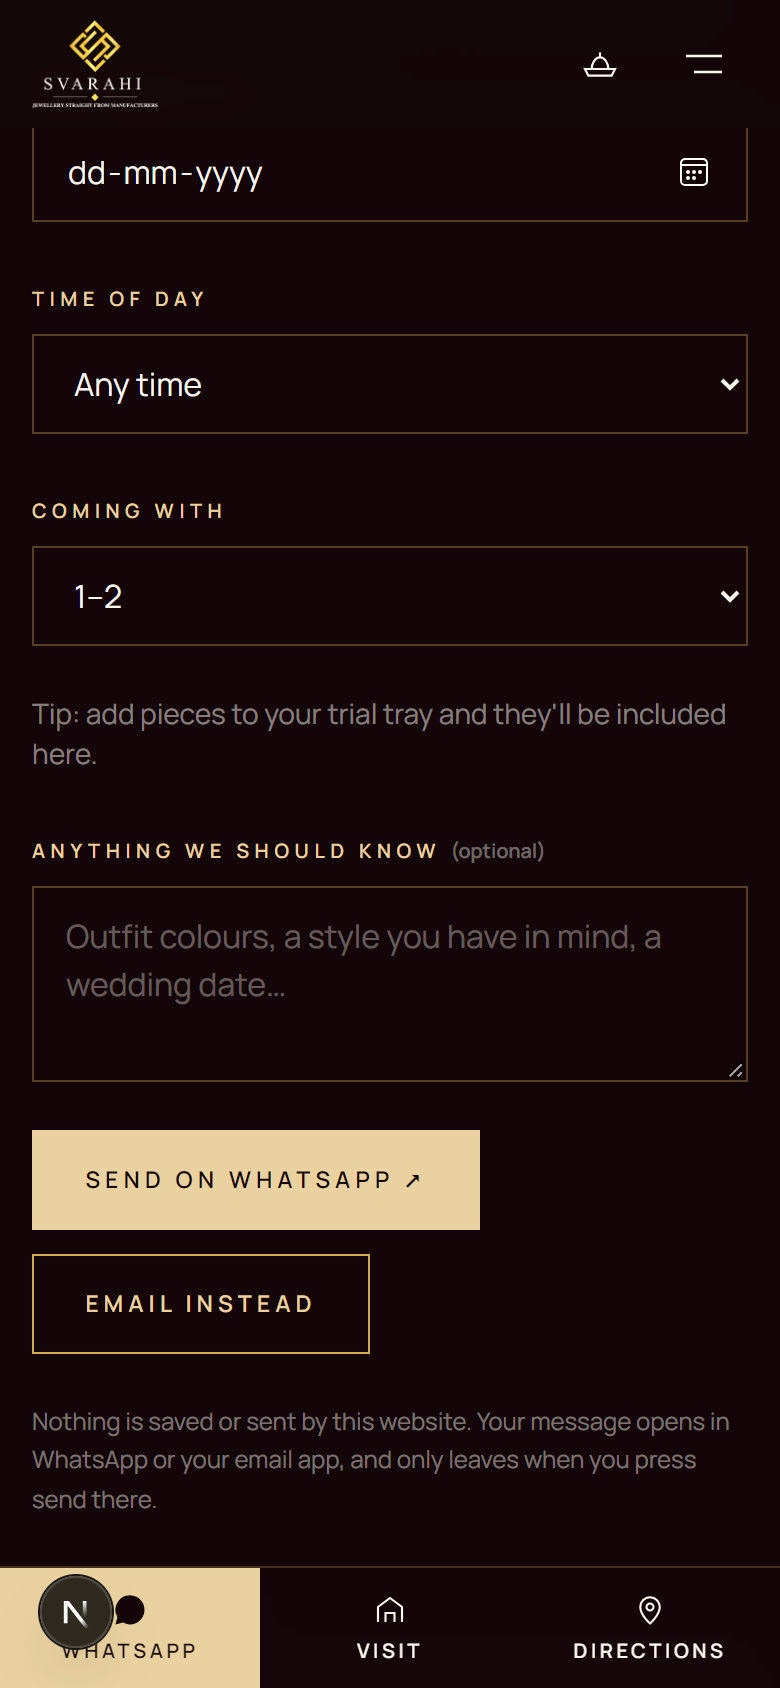 SVARAHI
JEWELLERY STRAIGHT FROM MANUFACTURERS
dd-mm-yyyy
TIME OF DAY
Any time
COMING WITH
1–2
Tip: add pieces to your trial tray and they'll be included
here.
ANYTHING WE SHOULD KNOW (optional)
Outfit colours, a style you have in mind, a
wedding date…
SEND ON WHATSAPP ↗
EMAIL INSTEAD
Nothing is saved or sent by this website. Your message opens in
WhatsApp or your email app, and only leaves when you press
send there.
N
WHATSAPP
VISIT
DIRECTIONS